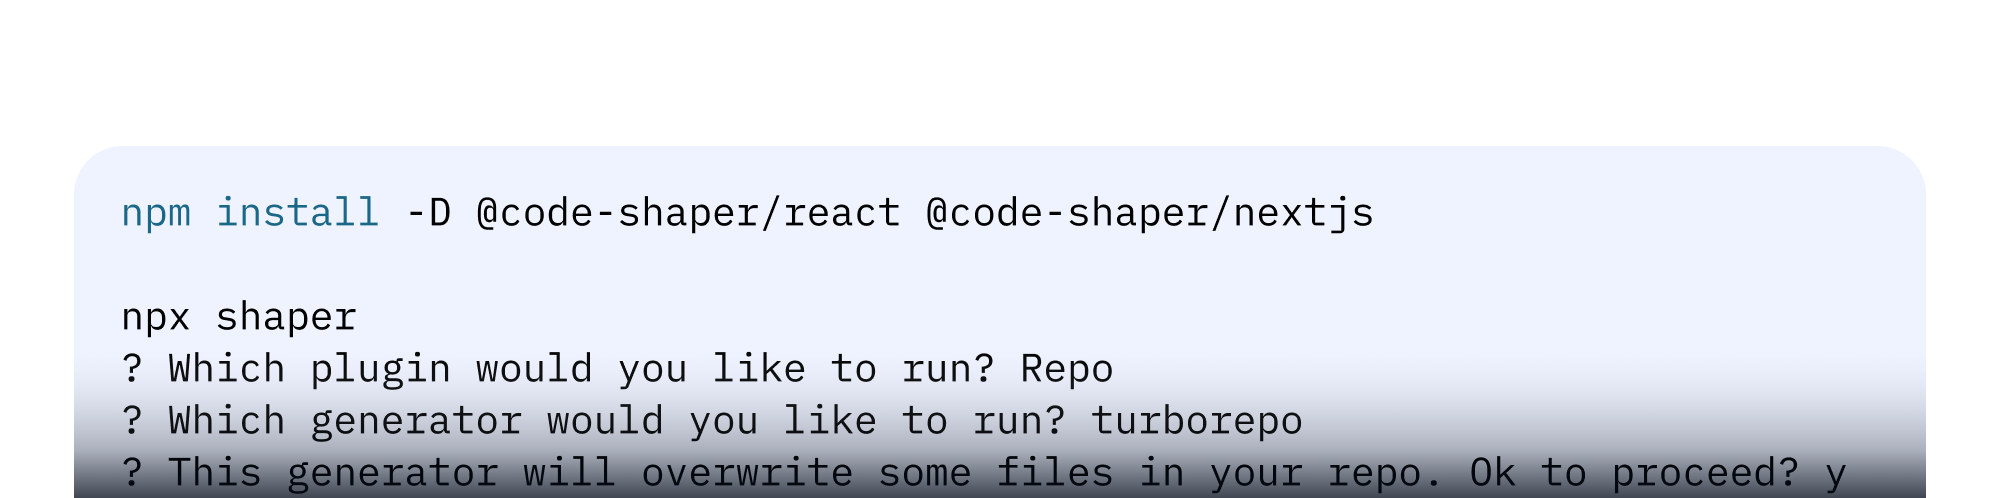 npm install -D @code-shaper/react @code-shaper/nextjs
npx shaper
? Which plugin would you like to run? Repo
? Which generator would you like to run? turborepo
? This generator will overwrite some files in your repo. Ok to proceed? y